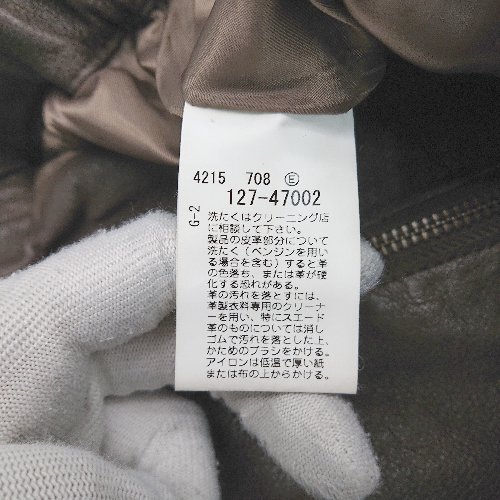 4215 708 Ⓔ
127-47002
G-2
洗たくはクリーニング店
に相談して下さい。
製品の皮革部分について
洗たく（ベンジンを用い
る場合を含む）すると革
の色落ち、または革が硬
化する恐れがある。
革の汚れを落とすには、
革製衣料専用のクリーナ
ーを用い、特にスエード
革のものについては消し
ゴムで汚れを落とした上、
かためのブラシをかける。
アイロンは低温で厚い紙
または布の上からかける。